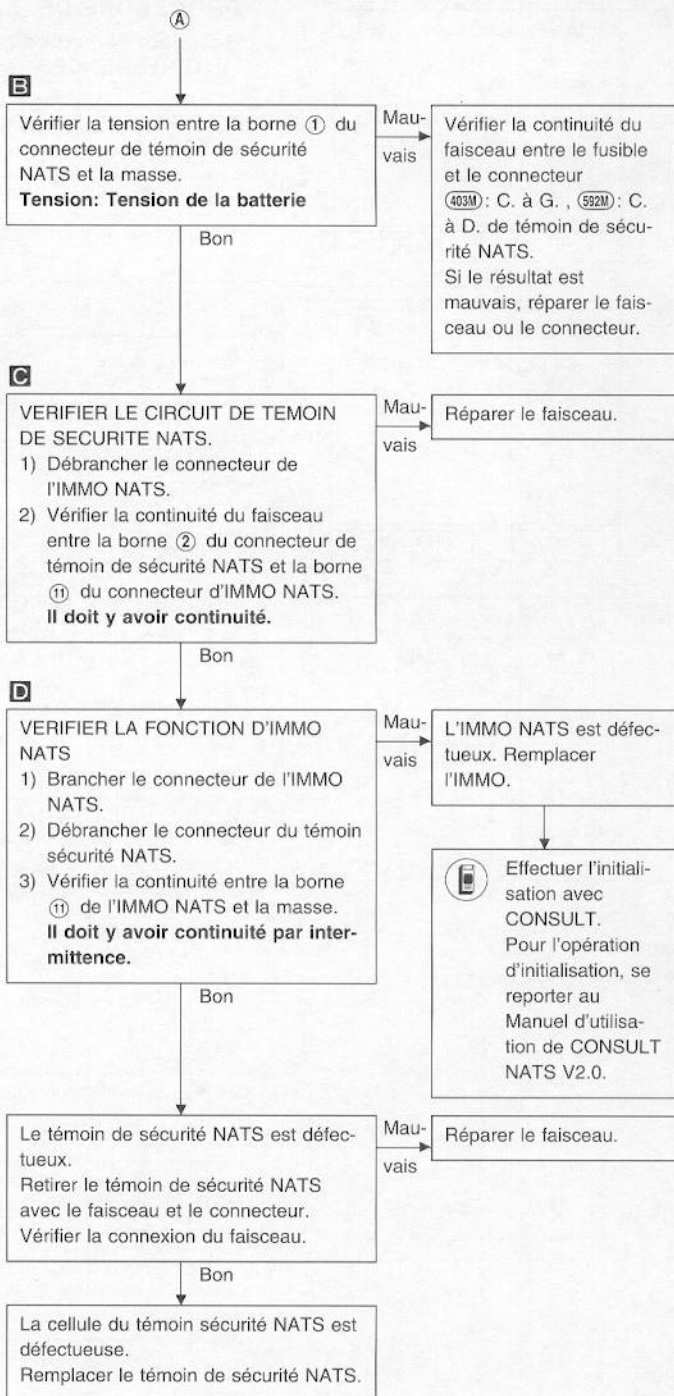 Ⓐ
B
Vérifier la tension entre la borne ① du
connecteur de témoin de sécurité
NATS et la masse.
Tension: Tension de la batterie
Mau-
vais
Vérifier la continuité du
faisceau entre le fusible
et le connecteur
403M: C. à G. , 592M: C.
à D. de témoin de sécu-
rité NATS.
Si le résultat est
mauvais, réparer le fais-
ceau ou le connecteur.
Bon
C
VERIFIER LE CIRCUIT DE TEMOIN
DE SECURITE NATS.
1) Débrancher le connecteur de
l'IMMO NATS.
2) Vérifier la continuité du faisceau
entre la borne ② du connecteur de
témoin de sécurité NATS et la borne
⑪ du connecteur d'IMMO NATS.
Il doit y avoir continuité.
Mau-
vais
Réparer le faisceau.
Bon
D
VERIFIER LA FONCTION D'IMMO
NATS
1) Brancher le connecteur de l'IMMO
NATS.
2) Débrancher le connecteur du témoin
sécurité NATS.
3) Vérifier la continuité entre la borne
⑪ de l'IMMO NATS et la masse.
Il doit y avoir continuité par inter-
mittence.
Mau-
vais
L'IMMO NATS est défec-
tueux. Remplacer
l'IMMO.
Effectuer l'initiali-
sation avec
CONSULT.
Pour l'opération
d'initialisation, se
reporter au
Manuel d'utilisa-
tion de CONSULT
NATS V2.0.
Bon
Le témoin de sécurité NATS est défec-
tueux.
Retirer le témoin de sécurité NATS
avec le faisceau et le connecteur.
Vérifier la connexion du faisceau.
Mau-
vais
Réparer le faisceau.
Bon
La cellule du témoin sécurité NATS est
défectueuse.
Remplacer le témoin de sécurité NATS.